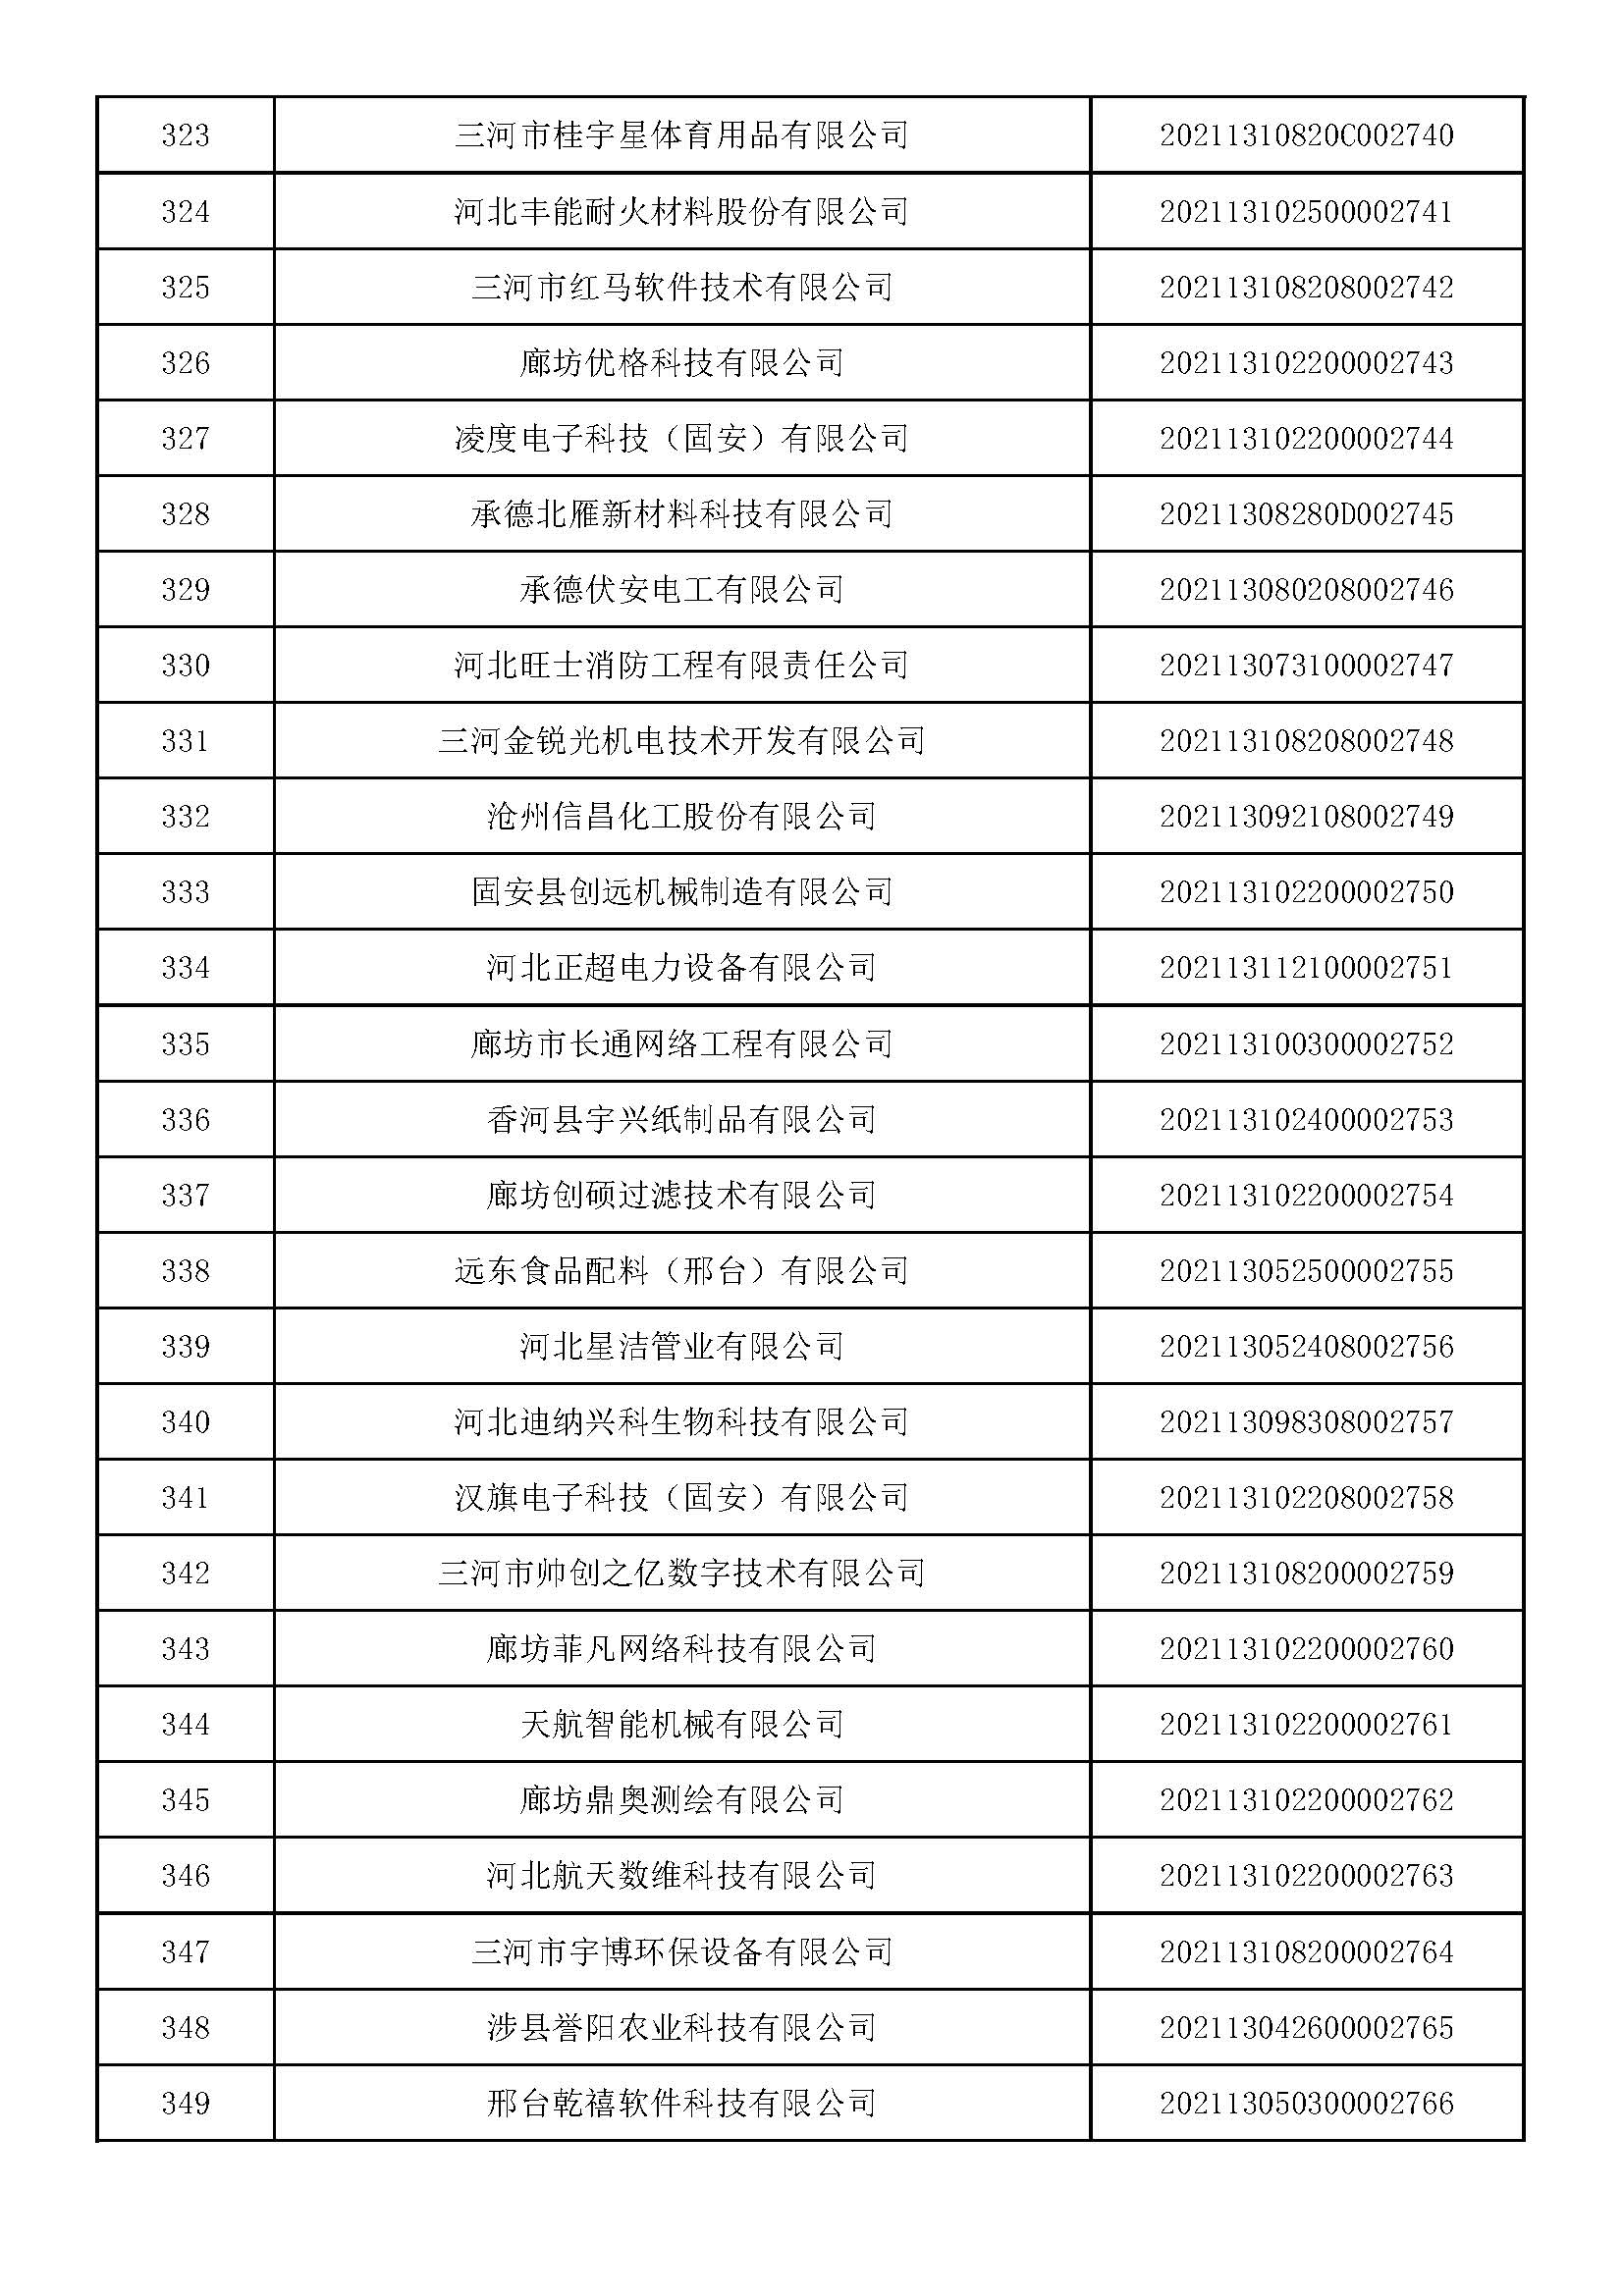 323 三河市桂宇星体育用品有限公司 20211310820C002740
324 河北丰能耐火材料股份有限公司 202113102500002741
325 三河市红马软件技术有限公司 202113108208002742
326 廊坊优格科技有限公司 202113102200002743
327 凌度电子科技（固安）有限公司 202113102200002744
328 承德北雁新材料科技有限公司 20211308280D002745
329 承德伏安电工有限公司 202113080208002746
330 河北旺士消防工程有限责任公司 202113073100002747
331 三河金锐光机电技术开发有限公司 202113108208002748
332 沧州信昌化工股份有限公司 202113092108002749
333 固安县创远机械制造有限公司 202113102200002750
334 河北正超电力设备有限公司 202113112100002751
335 廊坊市长通网络工程有限公司 202113100300002752
336 香河县宇兴纸制品有限公司 202113102400002753
337 廊坊创硕过滤技术有限公司 202113102200002754
338 远东食品配料（邢台）有限公司 202113052500002755
339 河北星洁管业有限公司 202113052408002756
340 河北迪纳兴科生物科技有限公司 202113098308002757
341 汉旗电子科技（固安）有限公司 202113102208002758
342 三河市帅创之亿数字技术有限公司 202113108200002759
343 廊坊菲凡网络科技有限公司 202113102200002760
344 天航智能机械有限公司 202113102200002761
345 廊坊鼎奥测绘有限公司 202113102200002762
346 河北航天数维科技有限公司 202113102200002763
347 三河市宇博环保设备有限公司 202113108200002764
348 涉县誉阳农业科技有限公司 202113042600002765
349 邢台乾禧软件科技有限公司 202113050300002766